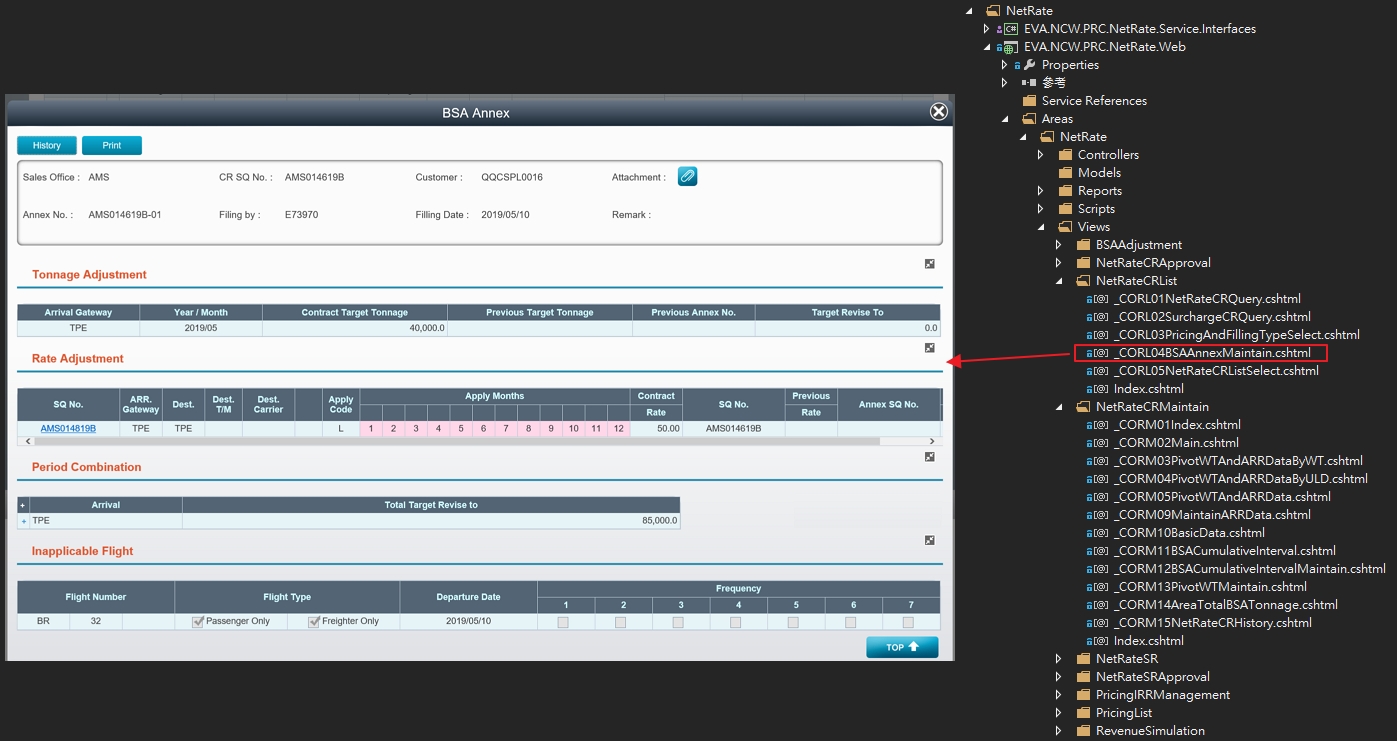 BSA Annex
History Print
Sales Office : AMS CR SQ No. : AMS014619B Customer : QQCSPL0016 Attachment :
Annex No. : AMS014619B-01 Filing by : E73970 Filling Date : 2019/05/10 Remark :
Tonnage Adjustment
Arrival Gateway Year / Month Contract Target Tonnage Previous Target Tonnage Previous Annex No. Target Revise To
TPE 2019/05 40,000.0 0.0
Rate Adjustment
SQ No. ARR. Gateway Dest. Dest. T/M Dest. Carrier Apply Code Apply Months Contract Rate SQ No. Previous Rate Annex SQ No.
AMS014819B TPE TPE L 1 2 3 4 5 6 7 8 9 10 11 12 50.00 AMS014619B
Period Combination
+ Arrival Total Target Revise to
+ TPE 85,000.0
Inapplicable Flight
Flight Number Flight Type Departure Date Frequency
1 2 3 4 5 6 7
BR 32 Passenger Only Freighter Only 2019/05/10
TOP
NetRate
EVA.NCW.PRC.NetRate.Service.Interfaces
EVA.NCW.PRC.NetRate.Web
Properties
參考
Service References
Areas
NetRate
Controllers
Models
Reports
Scripts
Views
BSAAdjustment
NetRateCRApproval
NetRateCRList
_CORL01NetRateCRQuery.cshtml
_CORL02SurchargeCRQuery.cshtml
_CORL03PricingAndFillingTypeSelect.cshtml
_CORL04BSAAnnexMaintain.cshtml
_CORL05NetRateCRListSelect.cshtml
Index.cshtml
NetRateCRMaintain
_CORM01Index.cshtml
_CORM02Main.cshtml
_CORM03PivotWTAndARRDataByWT.cshtml
_CORM04PivotWTAndARRDataByULD.cshtml
_CORM05PivotWTAndARRData.cshtml
_CORM09MaintainARRData.cshtml
_CORM10BasicData.cshtml
_CORM11BSACumulativeInterval.cshtml
_CORM12BSACumulativeIntervalMaintain.cshtml
_CORM13PivotWTMaintain.cshtml
_CORM14AreaTotalBSATonnage.cshtml
_CORM15NetRateCRHistory.cshtml
Index.cshtml
NetRateSR
NetRateSRApproval
PricingIRRManagement
PricingList
RevenueSimulation